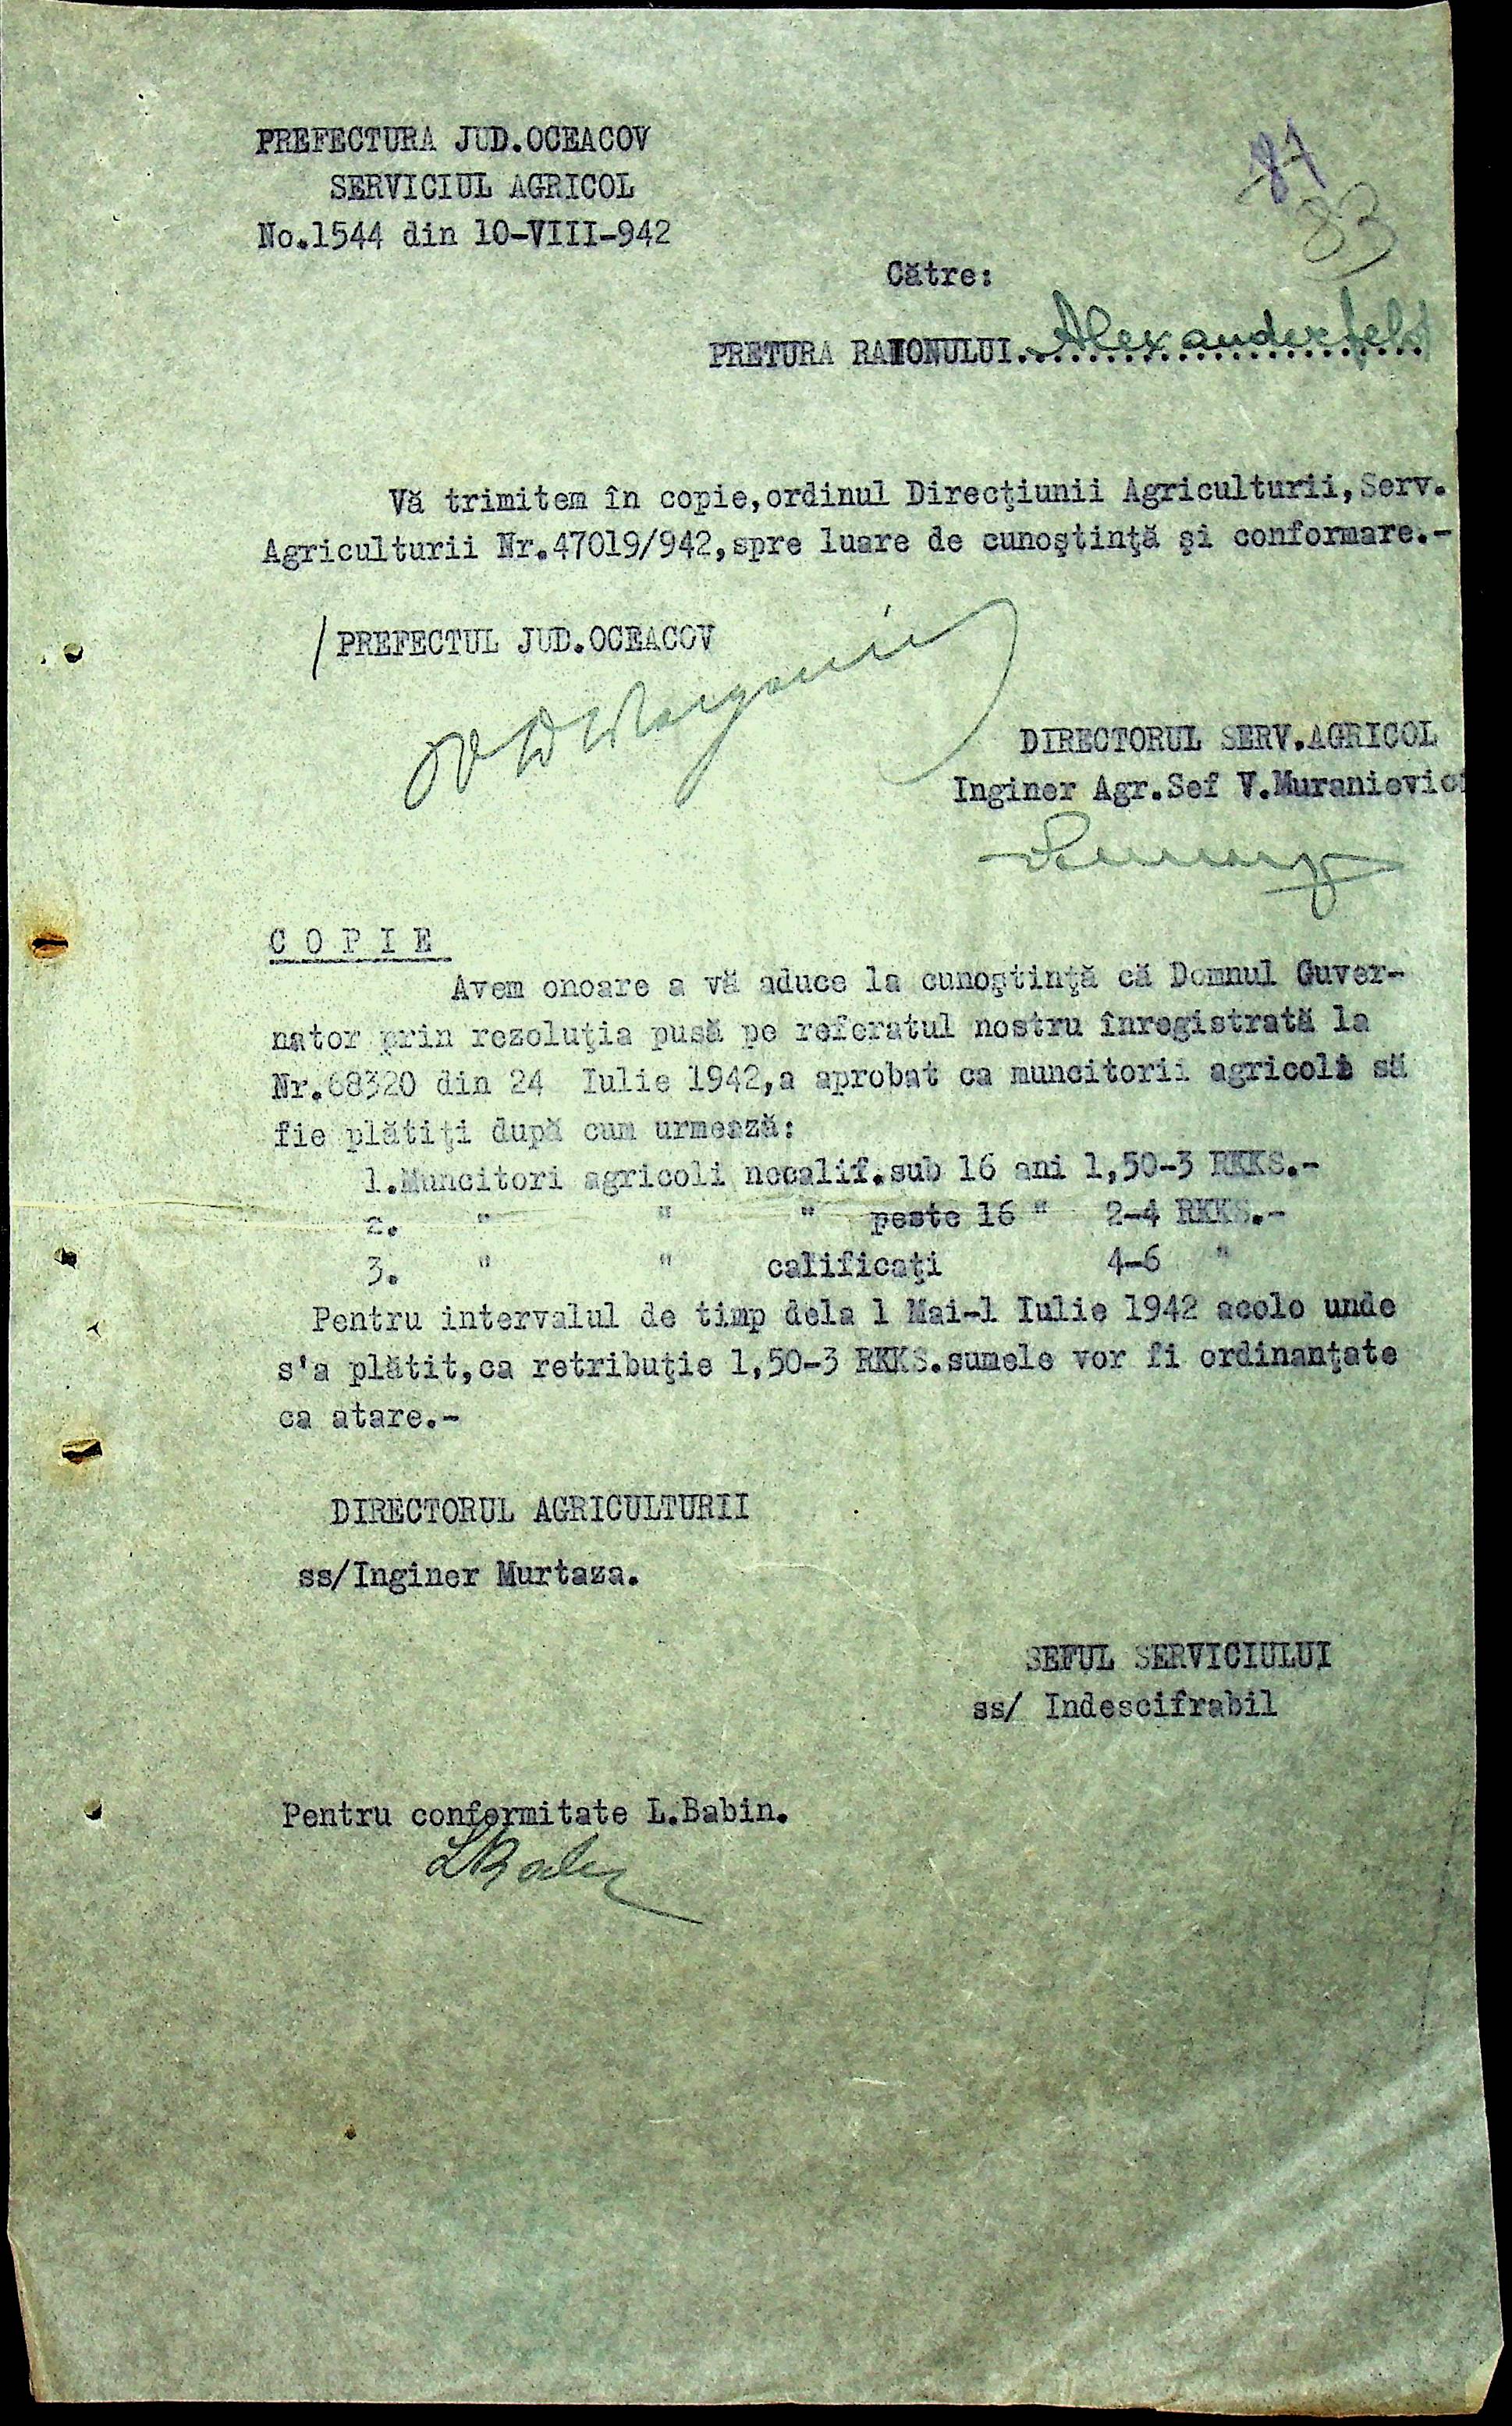 PREFECTURA JUD.OCEACOV
SERVICIUL AGRICOL
No.1544 din 10-VIII-942
81
83
Către:
PRETURA RAIONULUI.......................Alexanderfeld
Vă trimitem în copie,ordinul Direcţiunii Agriculturii,Serv.
Agriculturii Nr.47019/942,spre luare de cunoştinţă şi conformare.-
/ PREFECTUL JUD.OCEACOV
DIRECTORUL SERV.AGRICOL
Inginer Agr.Sef V.Muranievici
C O P I E
Avem onoare a vă aduce la cunoştinţă că Domnul Guver-
nator prin rezoluţia pusă pe referatul nostru înregistrată la
Nr.68320 din 24 Iulie 1942,a aprobat ca muncitorii agricoli să
fie plătiţi după cum urmează:
1.Muncitori agricoli necalif.sub 16 ani 1,50-3 RKKS.-
2. " " " peste 16 " 2-4 RKKS.-
3. " " calificaţi 4-6 "
Pentru intervalul de timp dela 1 Mai-1 Iulie 1942 acolo unde
s'a plătit,ca retribuţie 1,50-3 RKKS.sumele vor fi ordinanţate
ca atare.-
DIRECTORUL AGRICULTURII
ss/Inginer Murtaza.
SEFUL SERVICIULUI
ss/ Indescifrabil
Pentru conformitate L.Babin.